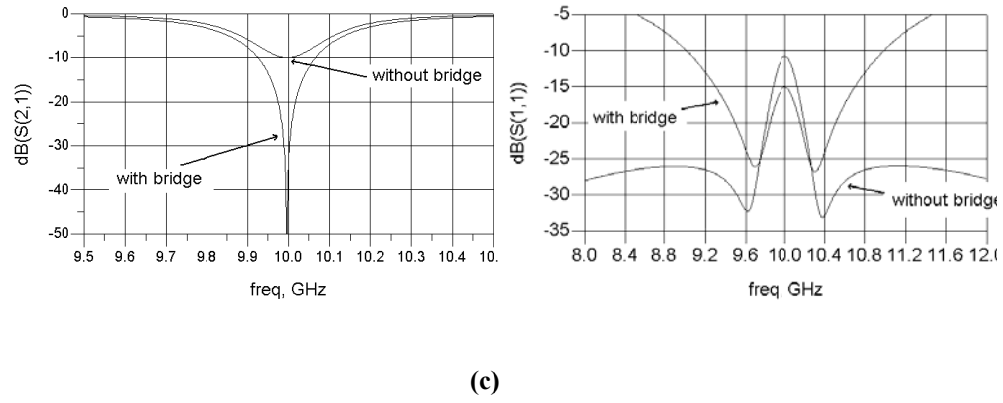 0
-10
-20
-30
-40
-50
dB(S(2,1))
without bridge
with bridge
9.5 9.6 9.7 9.8 9.9 10.0 10.1 10.2 10.3 10.4 10.
freq, GHz
-5
-10
-15
-20
-25
-30
-35
dB(S(1,1))
with bridge
without bridge
8.0 8.4 8.8 9.2 9.6 10.0 10.4 10.8 11.2 11.6 12.0
freq GHz
(c)